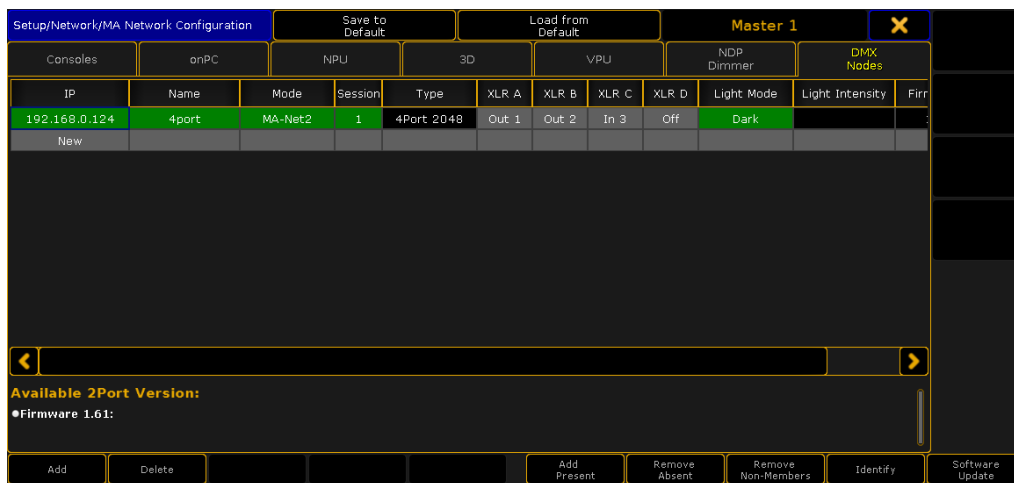 Setup/Network/MA Network Configuration
Save to
Default
Load from
Default
Master 1
Consoles
onPC
NPU
3D
VPU
NDP
Dimmer
DMX
Nodes
IP Name Mode Session Type XLR A XLR B XLR C XLR D Light Mode Light Intensity Firr
192.168.0.124 4port MA-Net2 1 4Port 2048 Out 1 Out 2 In 3 Off Dark
New
Available 2Port Version:
●Firmware 1.61:
Add
Delete
Add
Present
Remove
Absent
Remove
Non-Members
Identify
Software
Update